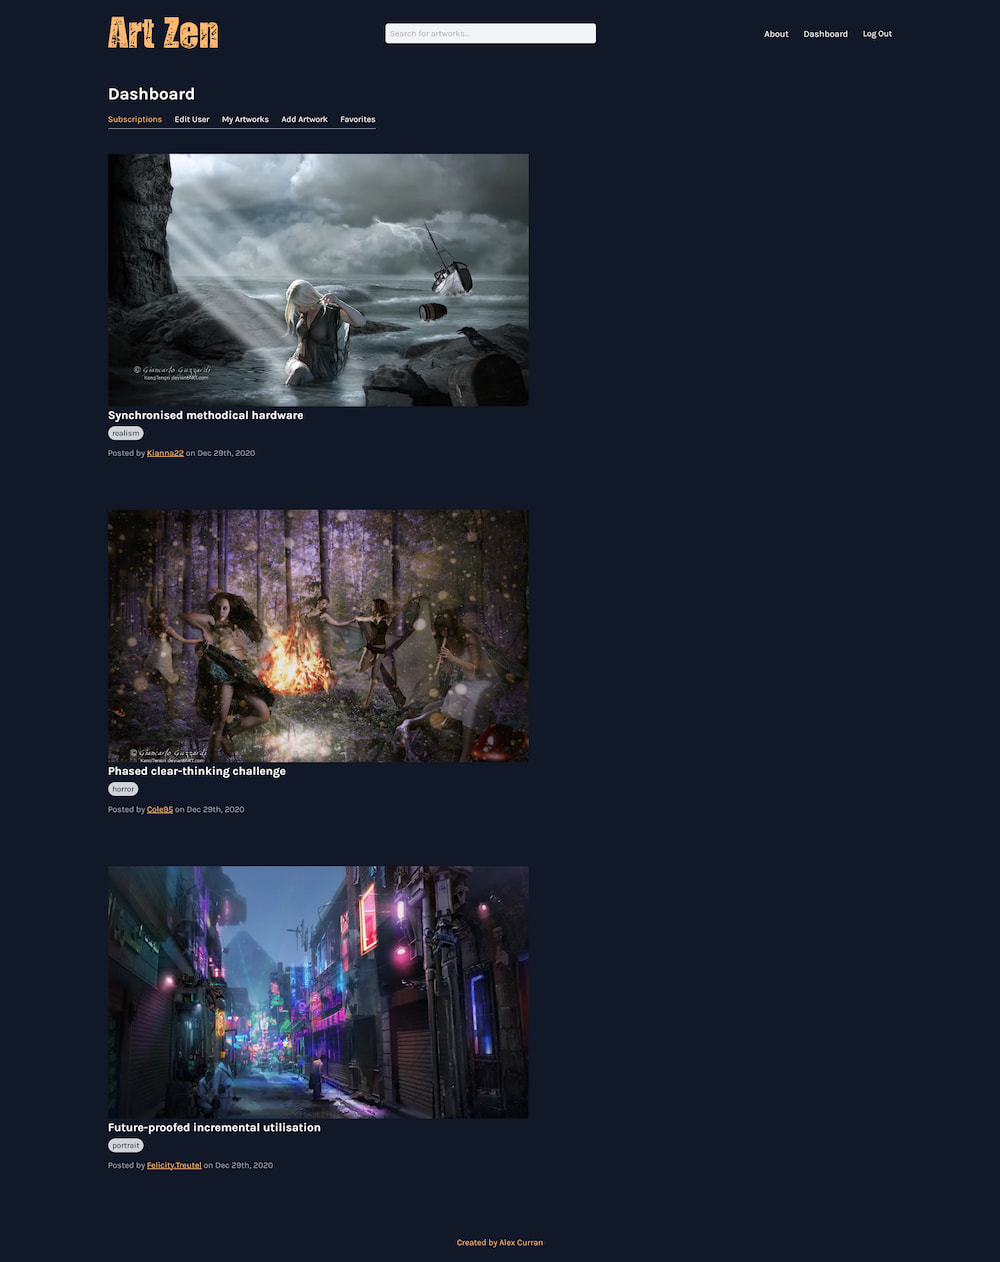 Art Zen
Search for artworks...
About Dashboard Log Out
Dashboard
Subscriptions Edit User My Artworks Add Artwork Favorites
© Giancarlo Guzzardi
KanojTenori deviantART.com
Synchronised methodical hardware
realism
Posted by Kianna22 on Dec 29th, 2020
© Giancarlo Guzzardi
deviantART.com
Phased clear-thinking challenge
horror
Posted by Cole95 on Dec 29th, 2020
Future-proofed incremental utilisation
portrait
Posted by Felicity.Treutel on Dec 29th, 2020
Created by Alex Curran